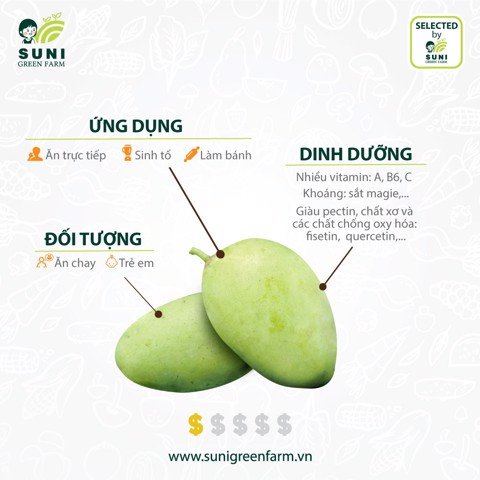 SUNI
GREEN FARM
SELECTED
by
SUNI
GREEN FARM
ỨNG DỤNG
Ăn trực tiếp
Sinh tố
Làm bánh
DINH DƯỠNG
Nhiều vitamin: A, B6, C
Khoáng: sắt magie,...
Giàu pectin, chất xơ và
các chất chống oxy hóa:
fisetin, quercetin,...
ĐỐI TƯỢNG
Ăn chay
Trẻ em
$ $ $ $ $
www.sunigreenfarm.vn